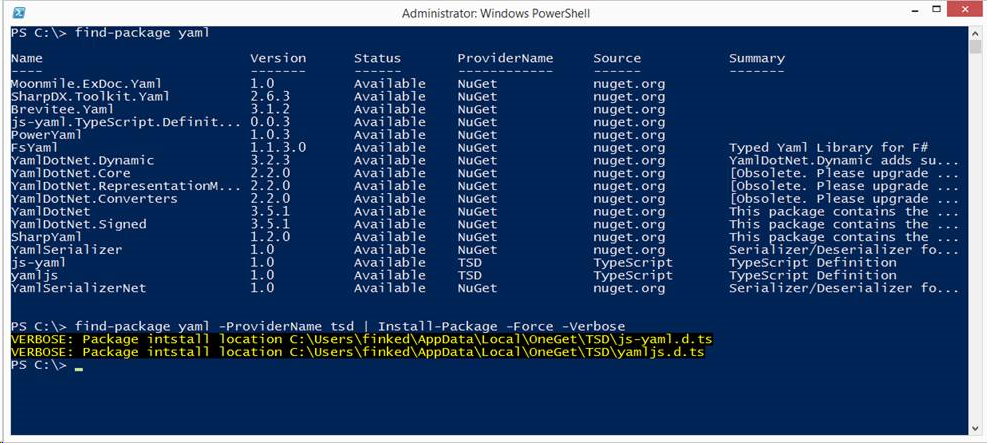 Administrator: Windows PowerShell
PS C:\> find-package yaml
Name Version Status ProviderName Source Summary
---- ------- ------ ------------ ------ -------
Moonmile.ExDoc.Yaml 1.0 Available NuGet nuget.org
SharpDX.Toolkit.Yaml 2.6.3 Available NuGet nuget.org
Brevitee.Yaml 3.1.2 Available NuGet nuget.org
js-yaml.TypeScript.Definit... 0.0.3 Available NuGet nuget.org
PowerYaml 1.0.3 Available NuGet nuget.org
FsYaml 1.1.3.0 Available NuGet nuget.org Typed Yaml Library for F#
YamlDotNet.Dynamic 3.2.3 Available NuGet nuget.org YamlDotNet.Dynamic adds su...
YamlDotNet.Core 2.2.0 Available NuGet nuget.org [Obsolete. Please upgrade ...
YamlDotNet.RepresentationM... 2.2.0 Available NuGet nuget.org [Obsolete. Please upgrade ...
YamlDotNet.Converters 2.2.0 Available NuGet nuget.org [Obsolete. Please upgrade ...
YamlDotNet 3.5.1 Available NuGet nuget.org This package contains the ...
YamlDotNet.Signed 3.5.1 Available NuGet nuget.org This package contains the ...
SharpYaml 1.2.0 Available NuGet nuget.org This package contains the ...
YamlSerializer 1.0 Available NuGet nuget.org Serializer/Deserializer fo...
js-yaml 1.0 Available TSD TypeScript TypeScript Definition
yamljs 1.0 Available TSD TypeScript TypeScript Definition
YamlSerializerNet 1.0 Available NuGet nuget.org Serializer/Deserializer fo...
PS C:\> find-package yaml -ProviderName tsd | Install-Package -Force -Verbose
VERBOSE: Package intstall location C:\Users\finked\AppData\Local\OneGet\TSD\js-yaml.d.ts
VERBOSE: Package intstall location C:\Users\finked\AppData\Local\OneGet\TSD\yamljs.d.ts
PS C:\>